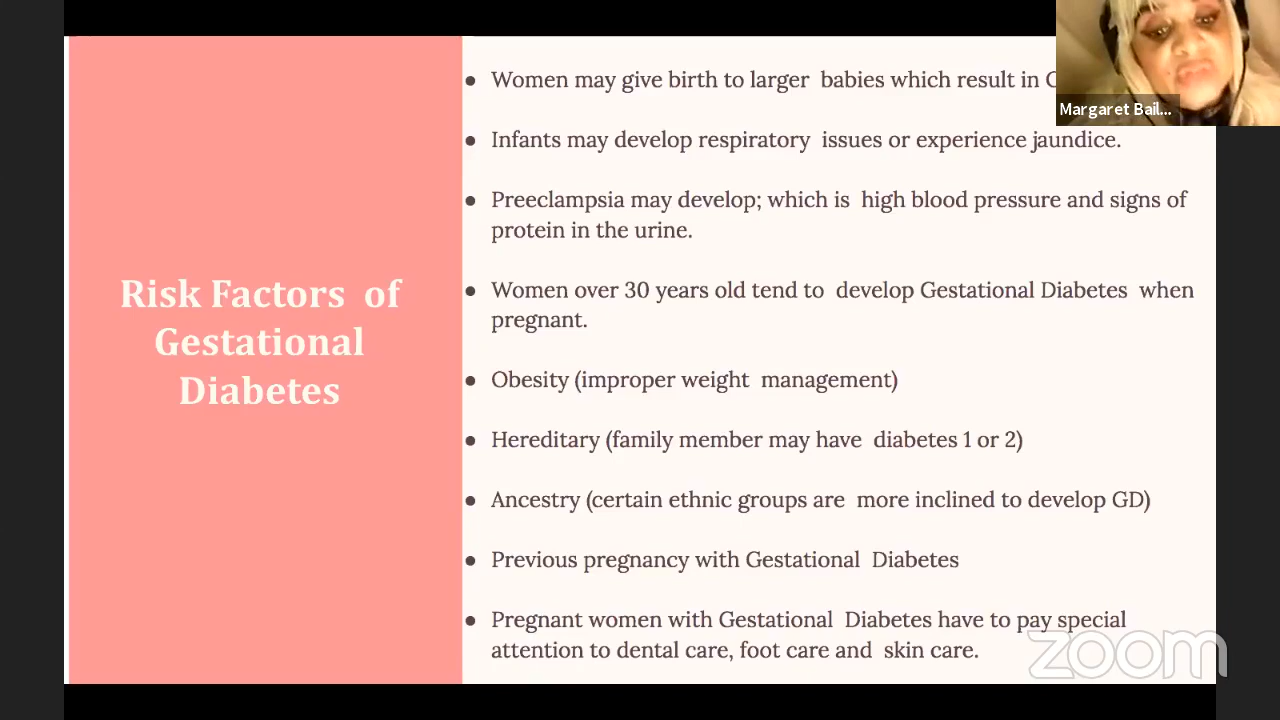 Risk Factors of
Gestational
Diabetes
● Women may give birth to larger babies which result in
● Infants may develop respiratory issues or experience jaundice.
● Preeclampsia may develop; which is high blood pressure and signs of
protein in the urine.
● Women over 30 years old tend to develop Gestational Diabetes when
pregnant.
● Obesity (improper weight management)
● Hereditary (family member may have diabetes 1 or 2)
● Ancestry (certain ethnic groups are more inclined to develop GD)
● Previous pregnancy with Gestational Diabetes
● Pregnant women with Gestational Diabetes have to pay special
attention to dental care, foot care and skin care.
Margaret Bail...
zoom